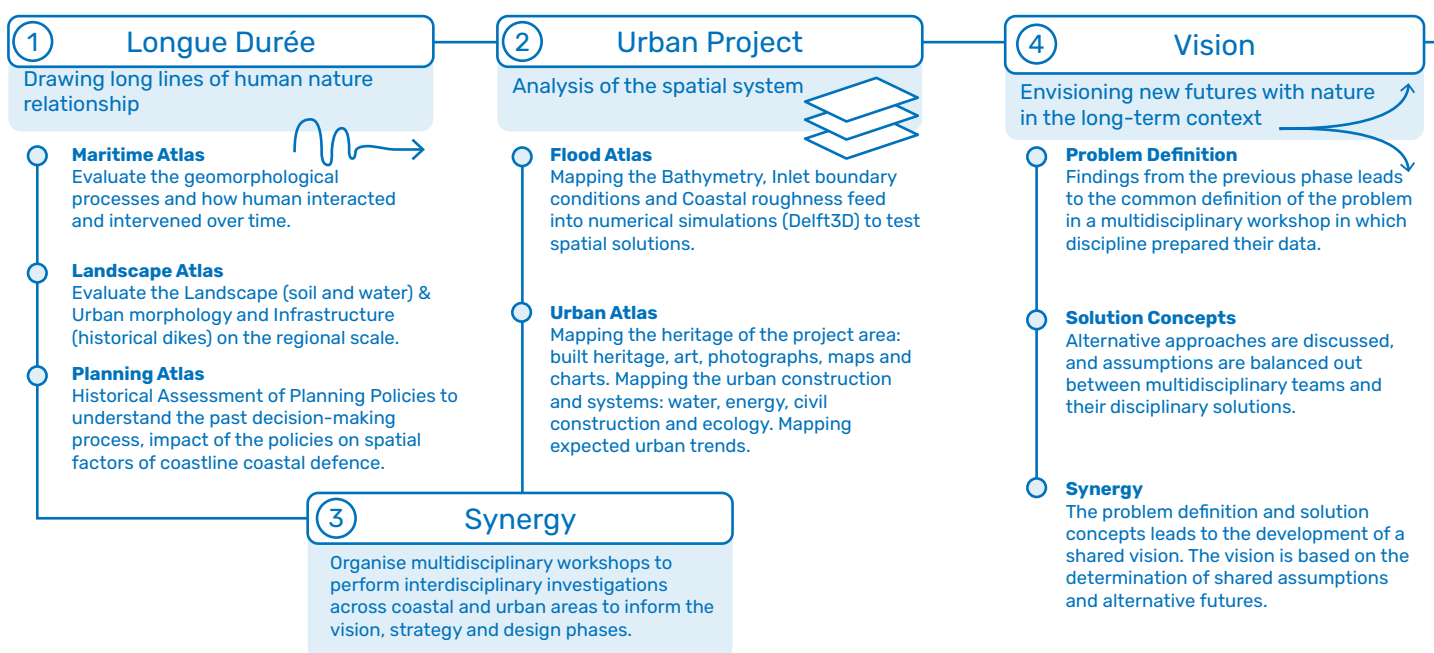 1
Longue Durée
Drawing long lines of human nature
relationship
Maritime Atlas
Evaluate the geomorphological
processes and how human interacted
and intervened over time.
Landscape Atlas
Evaluate the Landscape (soil and water) &
Urban morphology and Infrastructure
(historical dikes) on the regional scale.
Planning Atlas
Historical Assessment of Planning Policies to
understand the past decision-making
process, impact of the policies on spatial
factors of coastline coastal defence.
2
Urban Project
Analysis of the spatial system
Flood Atlas
Mapping the Bathymetry, Inlet boundary
conditions and Coastal roughness feed
into numerical simulations (Delft3D) to test
spatial solutions.
Urban Atlas
Mapping the heritage of the project area:
built heritage, art, photographs, maps and
charts. Mapping the urban construction
and systems: water, energy, civil
construction and ecology. Mapping
expected urban trends.
3
Synergy
Organise multidisciplinary workshops to
perform interdisciplinary investigations
across coastal and urban areas to inform the
vision, strategy and design phases.
4
Vision
Envisioning new futures with nature
in the long-term context
Problem Definition
Findings from the previous phase leads
to the common definition of the problem
in a multidisciplinary workshop in which
discipline prepared their data.
Solution Concepts
Alternative approaches are discussed,
and assumptions are balanced out
between multidisciplinary teams and
their disciplinary solutions.
Synergy
The problem definition and solution
concepts leads to the development of a
shared vision. The vision is based on the
determination of shared assumptions
and alternative futures.